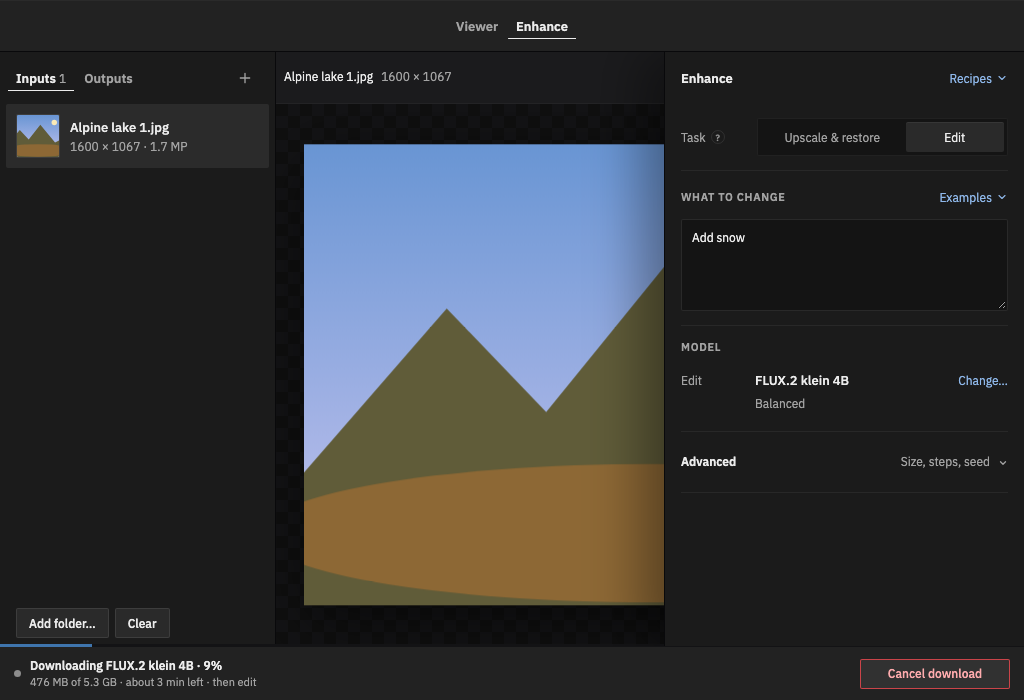 Viewer Enhance
Inputs 1 Outputs
Alpine lake 1.jpg
1600 × 1067 · 1.7 MP
Add folder...
Clear
Alpine lake 1.jpg 1600 × 1067
Enhance
Recipes
Task ?
Upscale & restore
Edit
WHAT TO CHANGE
Examples
Add snow
MODEL
Edit
FLUX.2 klein 4B
Change...
Balanced
Advanced
Size, steps, seed
Downloading FLUX.2 klein 4B · 9%
476 MB of 5.3 GB · about 3 min left · then edit
Cancel download